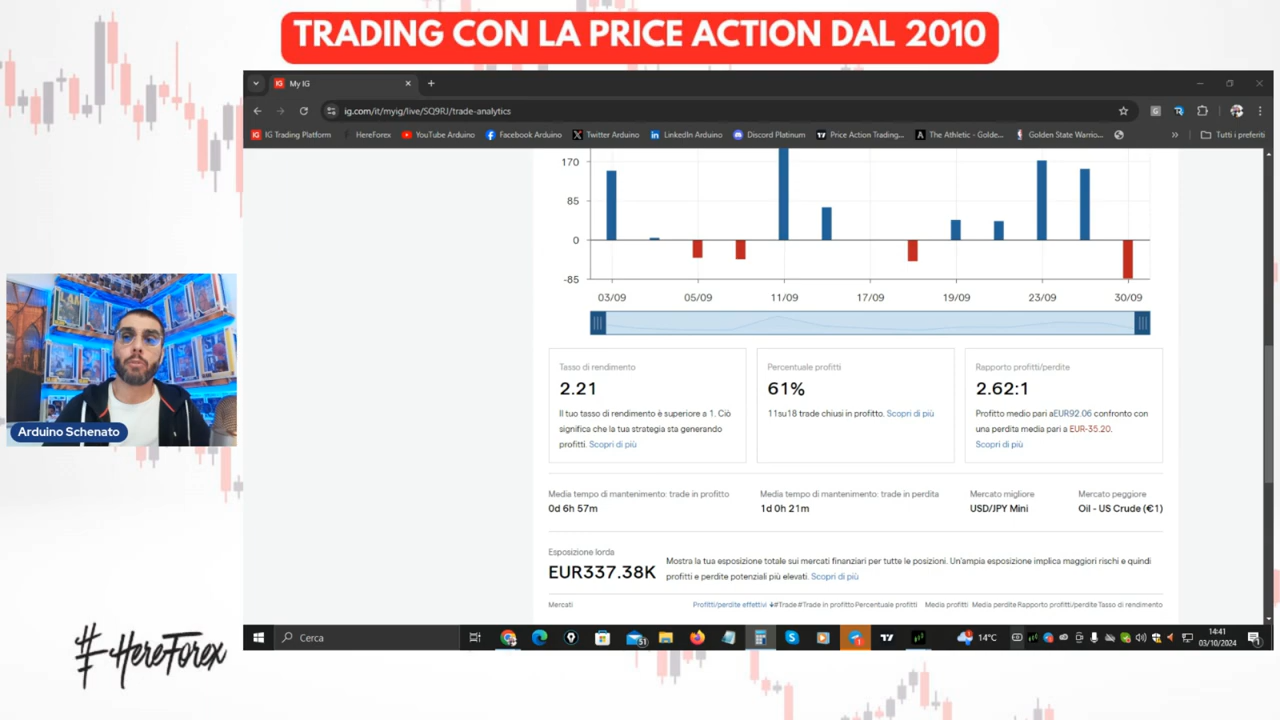 TRADING CON LA PRICE ACTION DAL 2010
IG My IG
ig.com/it/myig/live/SQ9RJ/trade-analytics
IG Trading Platform HereForex YouTube Arduino Facebook Arduino Twitter Arduino LinkedIn Arduino Discord Platinum Price Action Trading... The Athletic - Golde... Golden State Warrio... Tutti i preferiti
170
85
0
-85
03/09 05/09 11/09 17/09 19/09 23/09 30/09
Tasso di rendimento
2.21
Il tuo tasso di rendimento è superiore a 1. Ciò
significa che la tua strategia sta generando
profitti. Scopri di più
Percentuale profitti
61%
11su18 trade chiusi in profitto. Scopri di più
Rapporto profitti/perdite
2.62:1
Profitto medio pari aEUR92.06 confronto con
una perdita media pari a EUR-35.20.
Scopri di più
Arduino Schenato
Media tempo di mantenimento: trade in profitto
0d 6h 57m
Media tempo di mantenimento: trade in perdita
1d 0h 21m
Mercato migliore
USD/JPY Mini
Mercato peggiore
Oil - US Crude (€1)
Esposizione lorda
EUR337.38K
Mostra la tua esposizione totale sui mercati finanziari per tutte le posizioni. Un'ampia esposizione implica maggiori rischi e quindi
profitti e perdite potenziali più elevati. Scopri di più
Mercati Profitti/perdite effettivi #Trade #Trade in profitto Percentuale profitti Media profitti Media perdite Rapporto profitti/perdite Tasso di rendimento
#HereForex
Cerca
51
14°C
14:41
03/10/2024